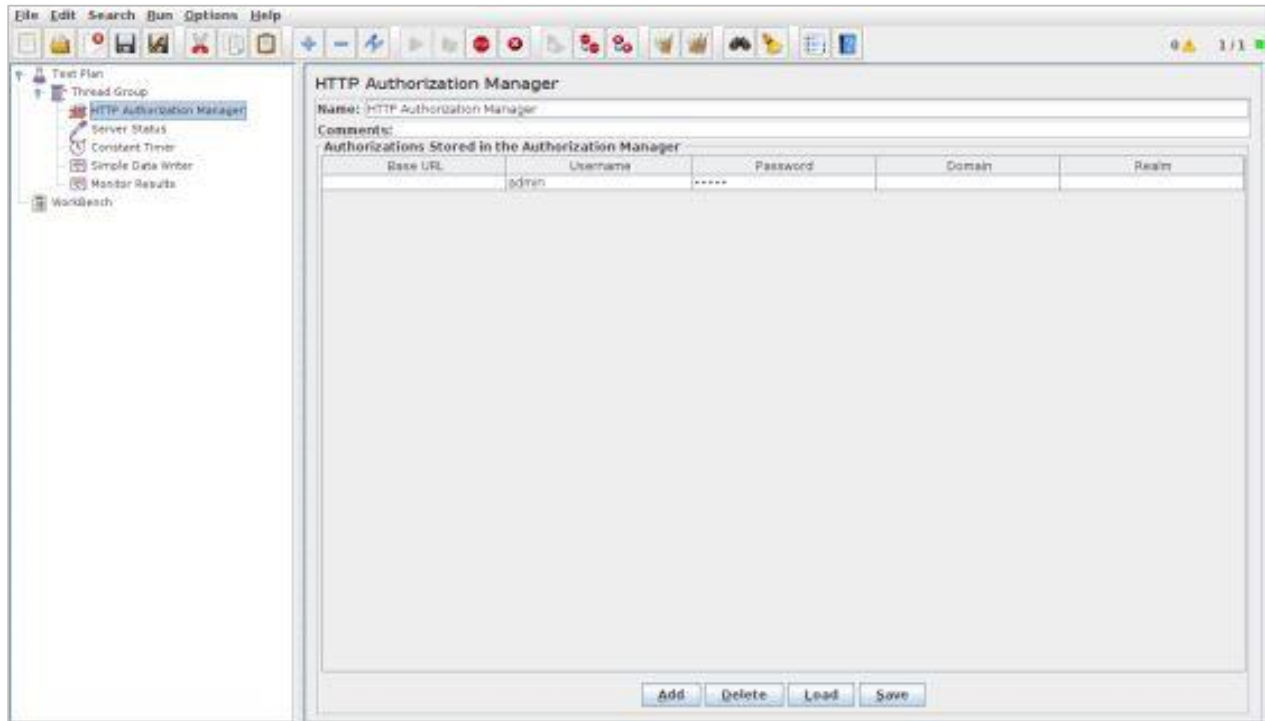 File Edit Search Run Options Help
0 1/1
Test Plan
Thread Group
HTTP Authorization Manager
Server Status
Constant Timer
Simple Data Writer
Monitor Results
WorkBench
HTTP Authorization Manager
Name: HTTP Authorization Manager
Comments:
Authorizations Stored in the Authorization Manager
Base URL Username Password Domain Realm
admin •••••
Add Delete Load Save